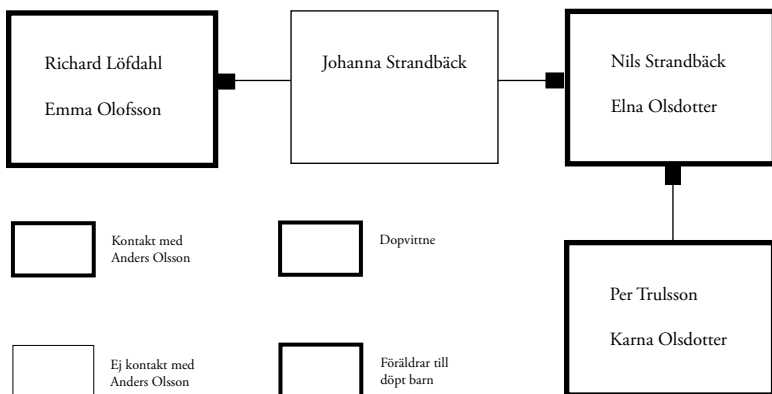 Richard Löfdahl
Emma Olofsson
Johanna Strandbäck
Nils Strandbäck
Elna Olsdotter
Kontakt med
Anders Olsson
Dopvittne
Per Trulsson
Karna Olsdotter
Ej kontakt med
Anders Olsson
Föräldrar till
döpt barn